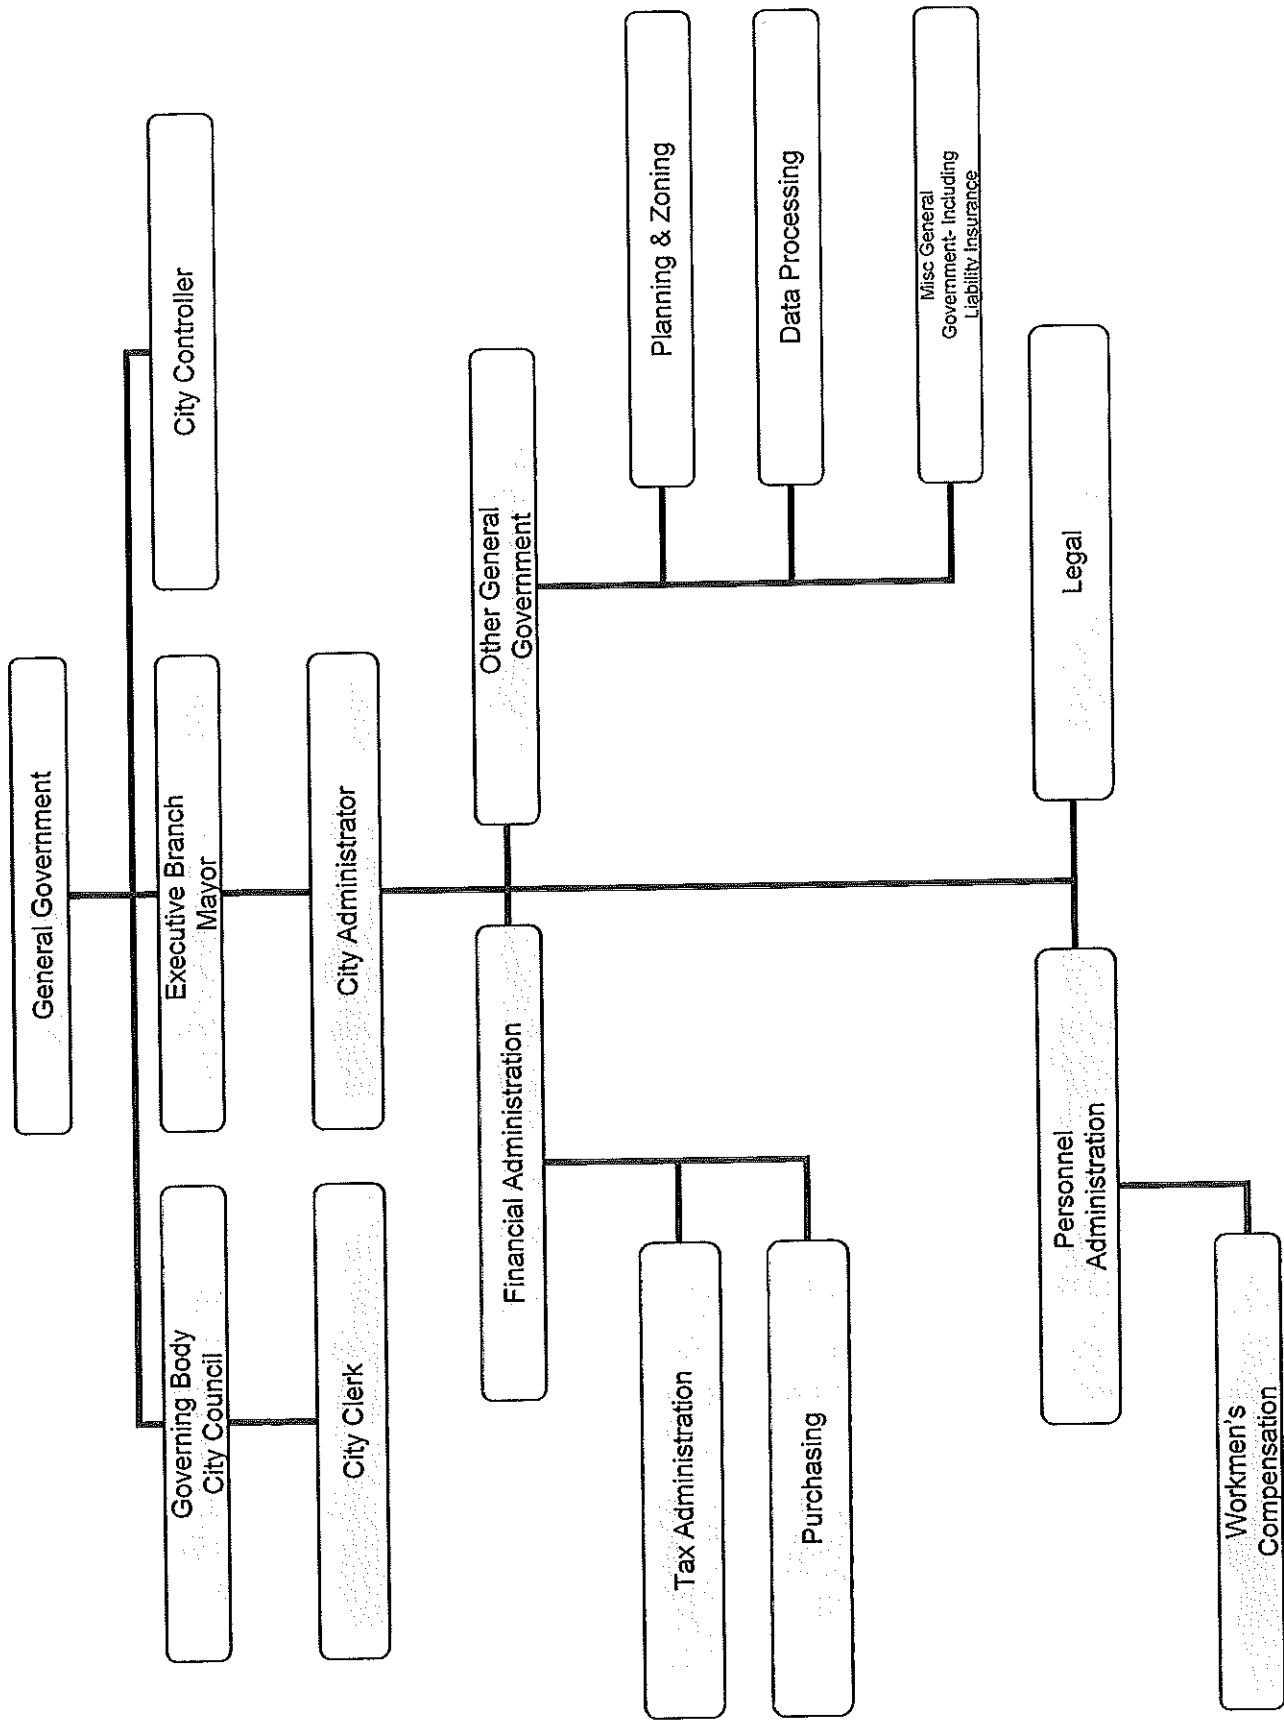 General Government
Governing Body
City Council
Executive Branch
Mayor
City Controller
City Clerk
City Administrator
Financial Administration
Other General
Government
Tax Administration
Purchasing
Planning & Zoning
Data Processing
Misc General
Government- Including
Liability Insurance
Personnel
Administration
Legal
Workmen's
Compensation